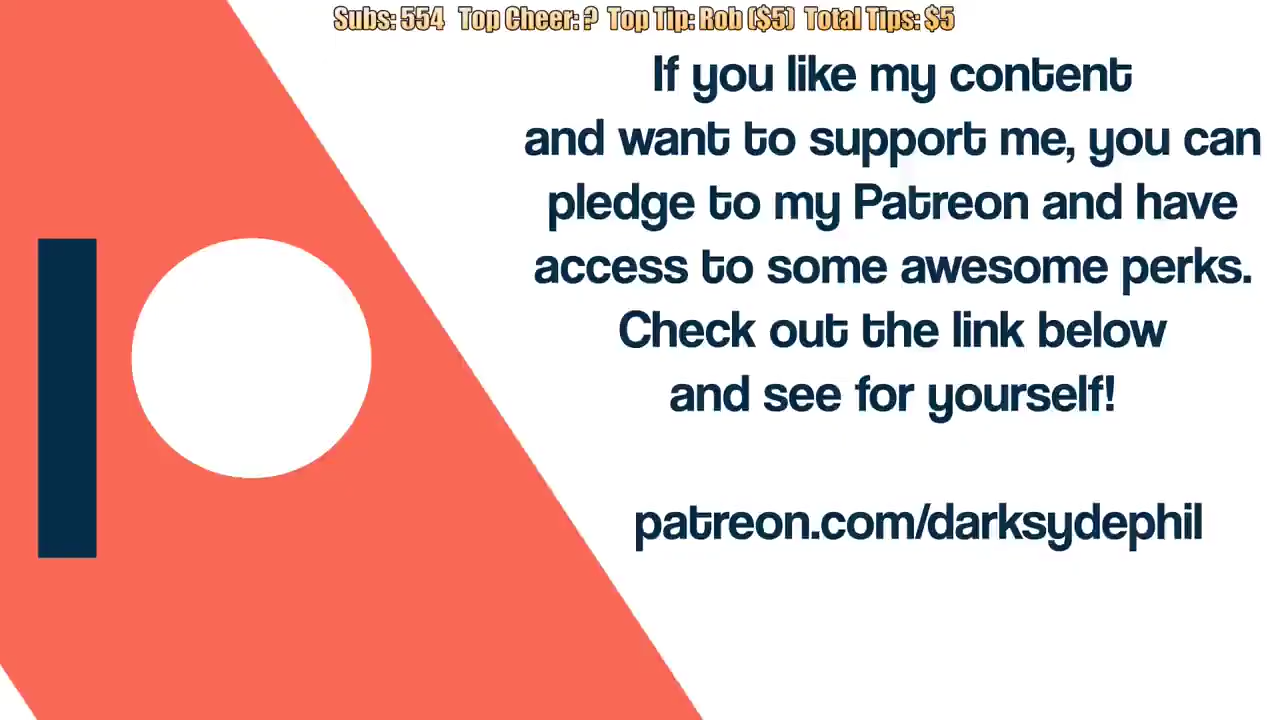 Subs: 554 Top Cheer: ? Top Tip: Rob ($5) Total Tips: $5
If you like my content
and want to support me, you can
pledge to my Patreon and have
access to some awesome perks.
Check out the link below
and see for yourself!
patreon.com/darksydephil